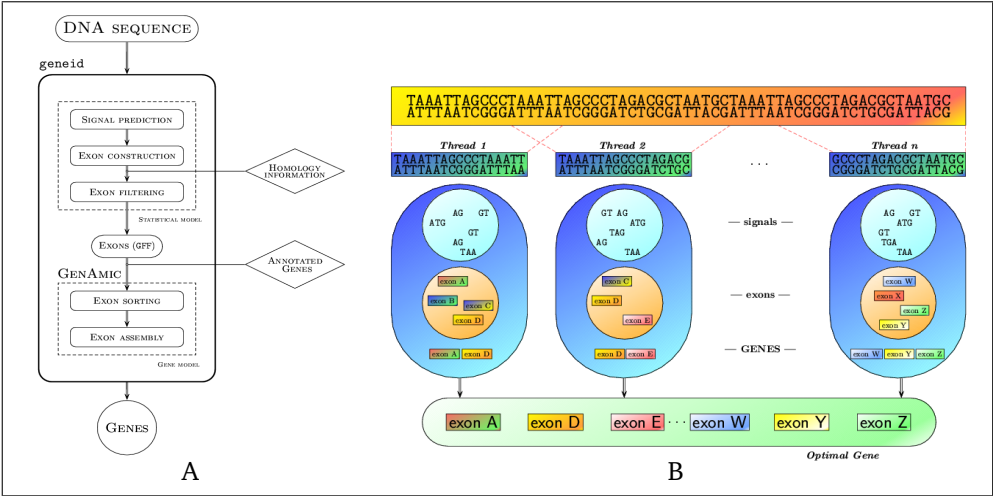 DNA SEQUENCE
geneid
SIGNAL PREDICTION
EXON CONSTRUCTION
HOMOLOGY
INFORMATION
EXON FILTERING
STATISTICAL MODEL
EXONS (GFF)
ANNOTATED
GENES
GENAMIC
EXON SORTING
EXON ASSEMBLY
GENE MODEL
GENES
A
TAAATTAGCCCTAAATTAGCCCTAGACGCTAATGCTAAATTAGCCCTAGACGCTAATGC
ATTTAATCGGGATTTAATCGGGATCTGCGATTACGATTTAATCGGGATCTGCGATTACG
Thread 1
TAAATTAGCCCTAAATT
ATTTAATCGGGATTTAA
Thread 2
TAAATTAGCCCTAGACG
ATTTAATCGGGATCTGC
· · ·
Thread n
GCCCTAGACGCTAATGC
CGGGATCTGCGATTACG
AG GT
ATG
GT
AG
TAA
GT AG
ATG
TAG
AG
TAA
— signals —
AG
ATG
GT
TGA
TAA
exon A
exon B
exon C
exon D
exon C
exon D
exon E
— exons —
exon W
exon X
exon Z
exon Y
exon A exon D
exon D exon E
— GENES —
exon W exon Y exon Z
exon A exon D exon E · · · exon W exon Y exon Z
Optimal Gene
B